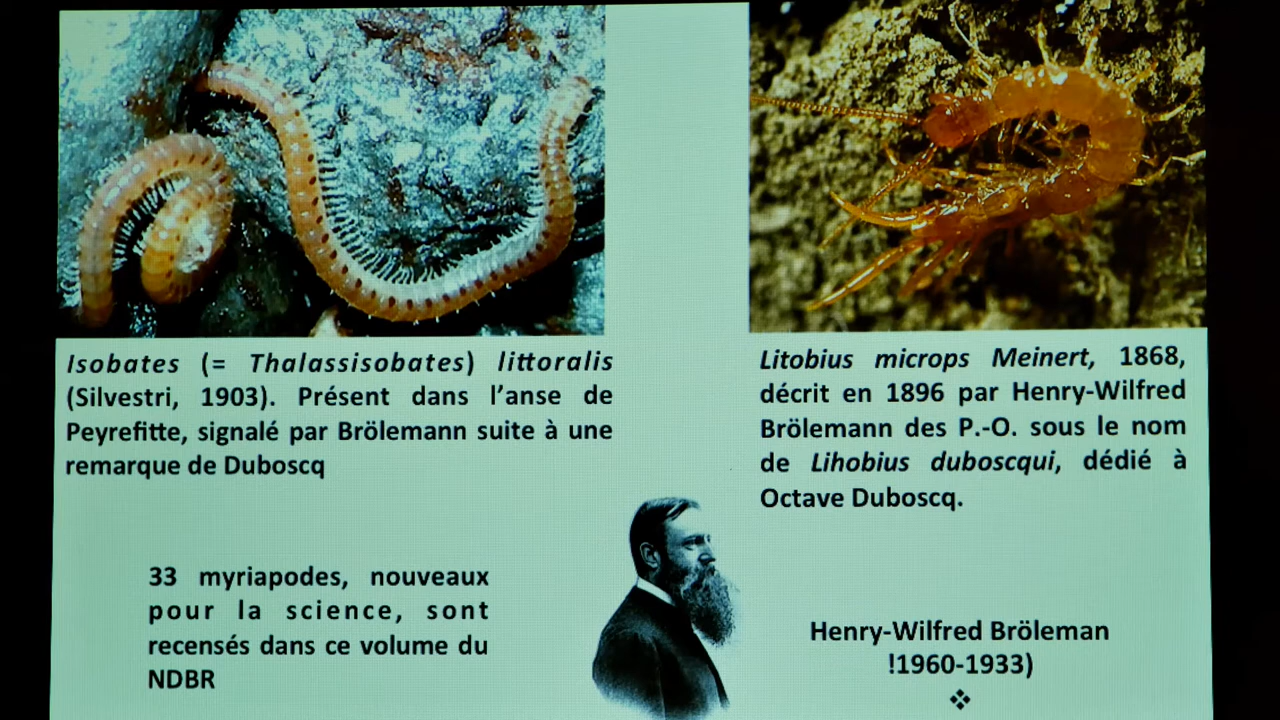 Isobates (= Thalassisobates) littoralis
(Silvestri, 1903). Présent dans l’anse de
Peyrefitte, signalé par Brölemann suite à une
remarque de Duboscq
Litobius microps Meinert, 1868,
décrit en 1896 par Henry-Wilfred
Brölemann des P.-O. sous le nom
de Lihobius duboscqui, dédié à
Octave Duboscq.
33 myriapodes, nouveaux
pour la science, sont
recensés dans ce volume du
NDBR
Henry-Wilfred Bröleman
!1960-1933)